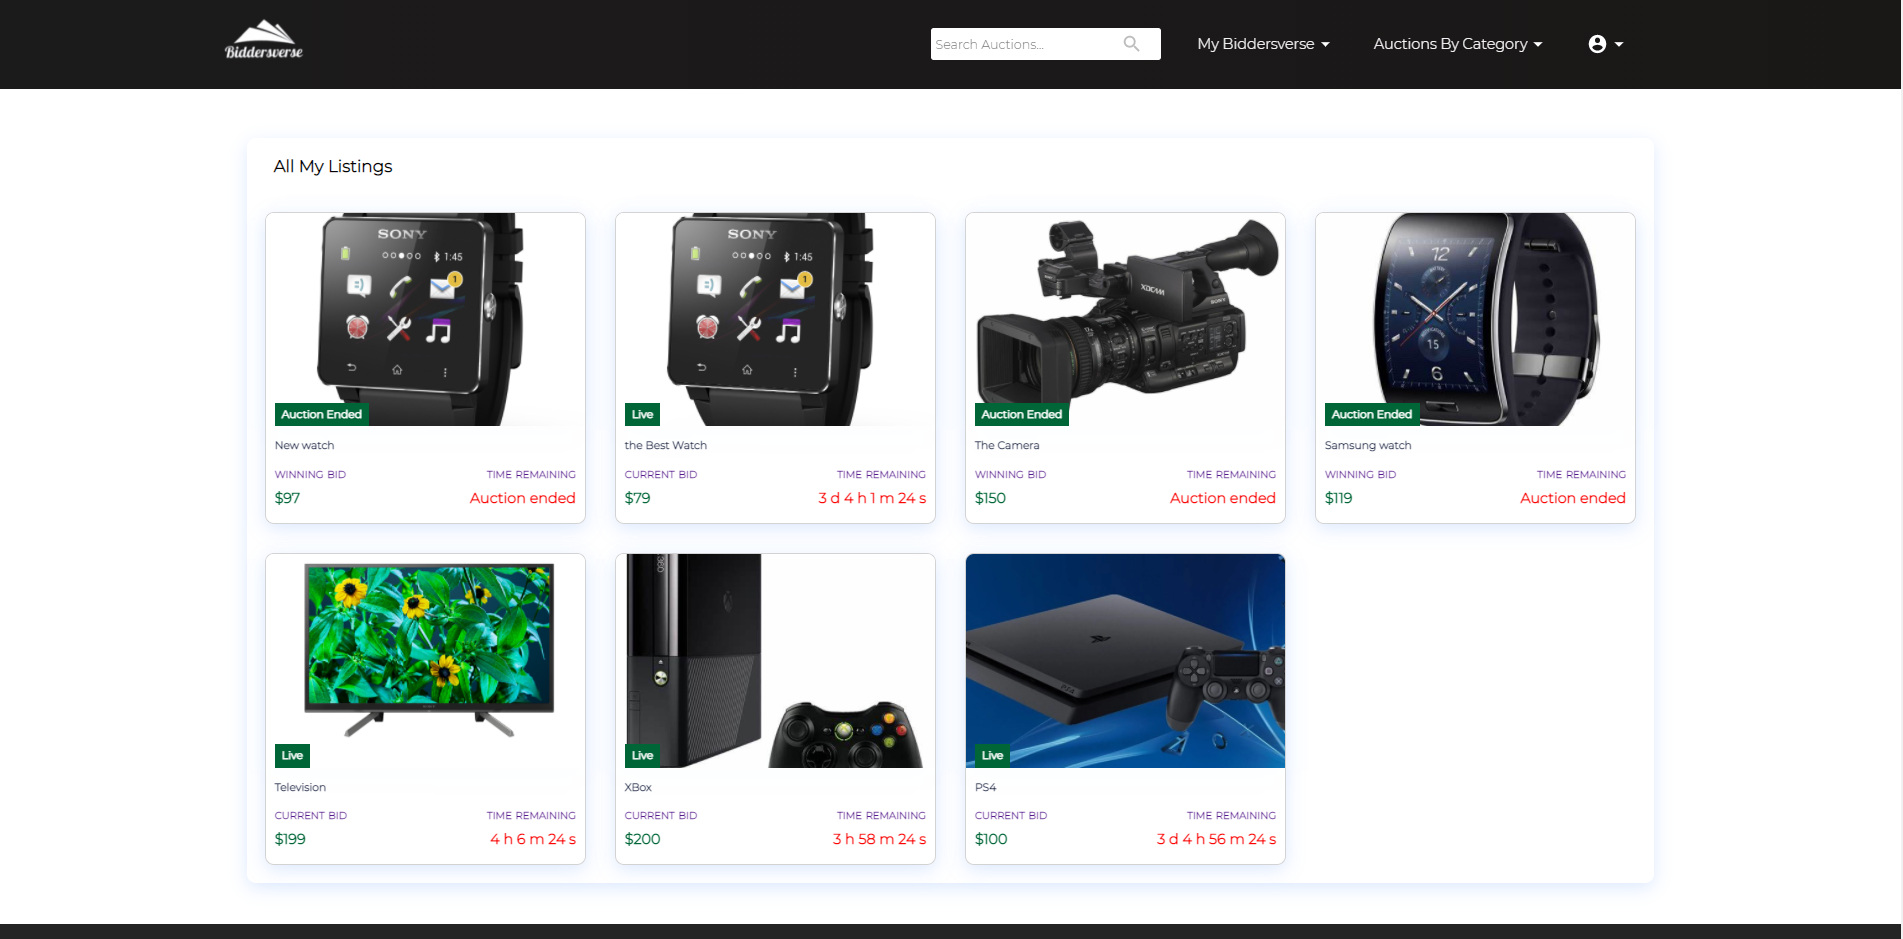 Biddersverse
Search Auctions...
My Biddersverse
Auctions By Category
All My Listings
SONY
1:45
1
Auction Ended
New watch
WINNING BID
TIME REMAINING
$97
Auction ended
SONY
1:45
1
Live
the Best Watch
CURRENT BID
TIME REMAINING
$79
3 d 4 h 1 m 24 s
XDCAM
SONY
Auction Ended
The Camera
WINNING BID
TIME REMAINING
$150
Auction ended
12
15
6
Auction Ended
Samsung watch
WINNING BID
TIME REMAINING
$119
Auction ended
Live
Television
CURRENT BID
TIME REMAINING
$199
4 h 6 m 24 s
Live
XBox
CURRENT BID
TIME REMAINING
$200
3 h 58 m 24 s
PS4
Live
PS4
CURRENT BID
TIME REMAINING
$100
3 d 4 h 56 m 24 s